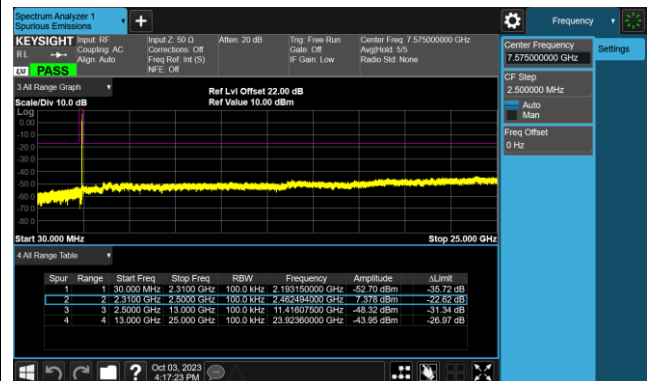 Spectrum Analyzer 1
Spurious Emissions
Frequency
KEYSIGHT Input: RF Input Z: 50 Ω Atten: 20 dB Trig: Free Run Center Freq: 7.575000000 GHz
RL Coupling: AC Corrections: Off Gate: Off Avg|Hold: 5/5
Align: Auto Freq Ref: Int (S) IF Gain: Low Radio Std: None
LXI PASS NFE: Off
Center Frequency
7.575000000 GHz
Settings
CF Step
2.500000 MHz
Auto
Man
Freq Offset
0 Hz
3 All Range Graph
Ref Lvl Offset 22.00 dB
Scale/Div 10.0 dB Ref Value 10.00 dBm
Log
0.00
-10.0
-20.0
-30.0
-40.0
-50.0
-60.0
-70.0
-80.0
Start 30.000 MHz Stop 25.000 GHz
4 All Range Table
Spur Range Start Freq Stop Freq RBW Frequency Amplitude ΔLimit
1 1 30.000 MHz 2.3100 GHz 100.0 kHz 2.193150000 GHz -52.70 dBm -35.72 dB
2 2 2.3100 GHz 2.5000 GHz 100.0 kHz 2.462494000 GHz 7.378 dBm -22.62 dB
3 3 2.5000 GHz 13.000 GHz 100.0 kHz 11.41607500 GHz -48.32 dBm -31.34 dB
4 4 13.000 GHz 25.000 GHz 100.0 kHz 23.92360000 GHz -43.95 dBm -26.97 dB
Oct 03, 2023
4:17:23 PM